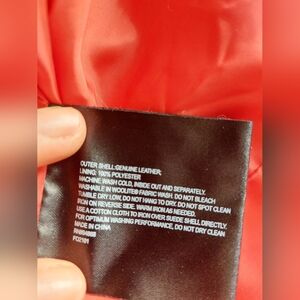 OUTER SHELL:GENUINE LEATHER;
LINING: 100% POLYESTER
MACHINE WASH COLD, INSIDE OUT AND SEPARATELY.
WASHABLE IN WOOLITE® FABRIC WASH. DO NOT BLEACH
TUMBLE DRY LOW, DO NOT HANG TO DRY. DO NOT SPOT CLEAN
IRON ON REVERSE SIDE. WARM IRON AS NEEDED.
USE A COTTON CLOTH TO IRON OVER SUEDE SHELL DIRECTLY.
FOR OPTIMUM WASHING PERFORMANCE, DO NOT DRY CLEAN
MADE IN CHINA
PO2101